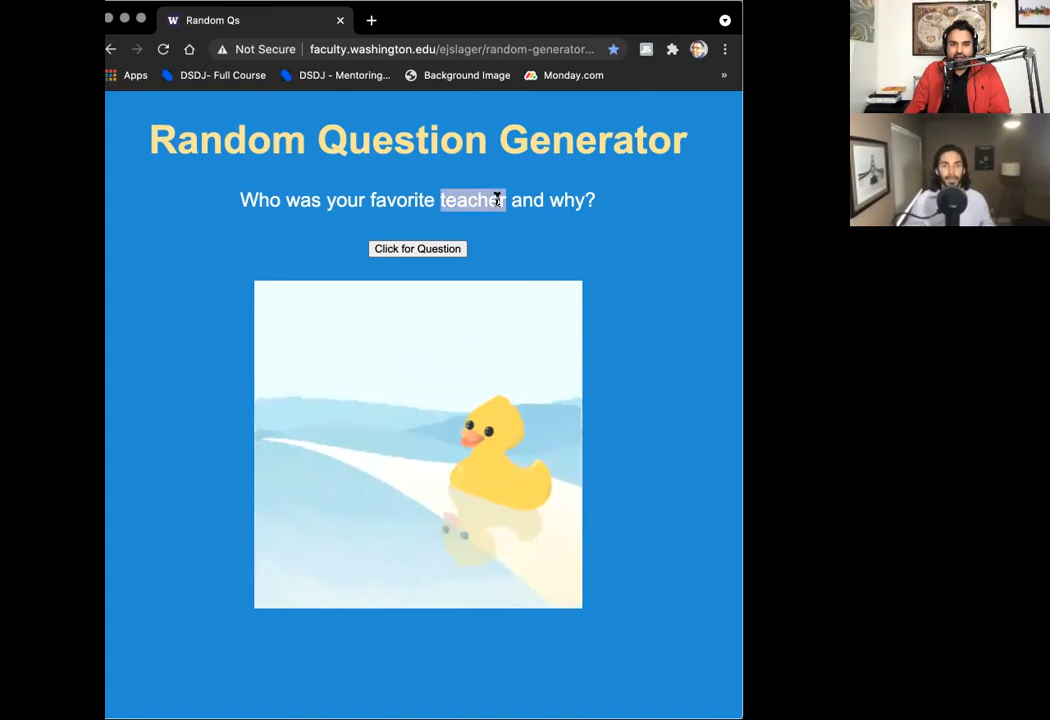 Random Qs
Not Secure
faculty.washington.edu/ejslager/random-generator...
Apps
DSDJ- Full Course
DSDJ - Mentoring...
Background Image
Monday.com
»
Random Question Generator
Who was your favorite teacher and why?
Click for Question